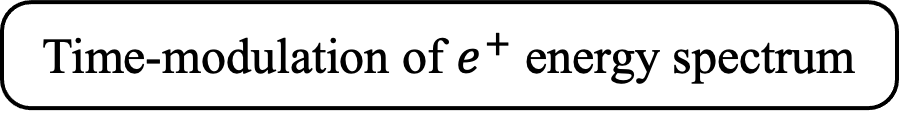 Time-modulation of e⁺ energy spectrum